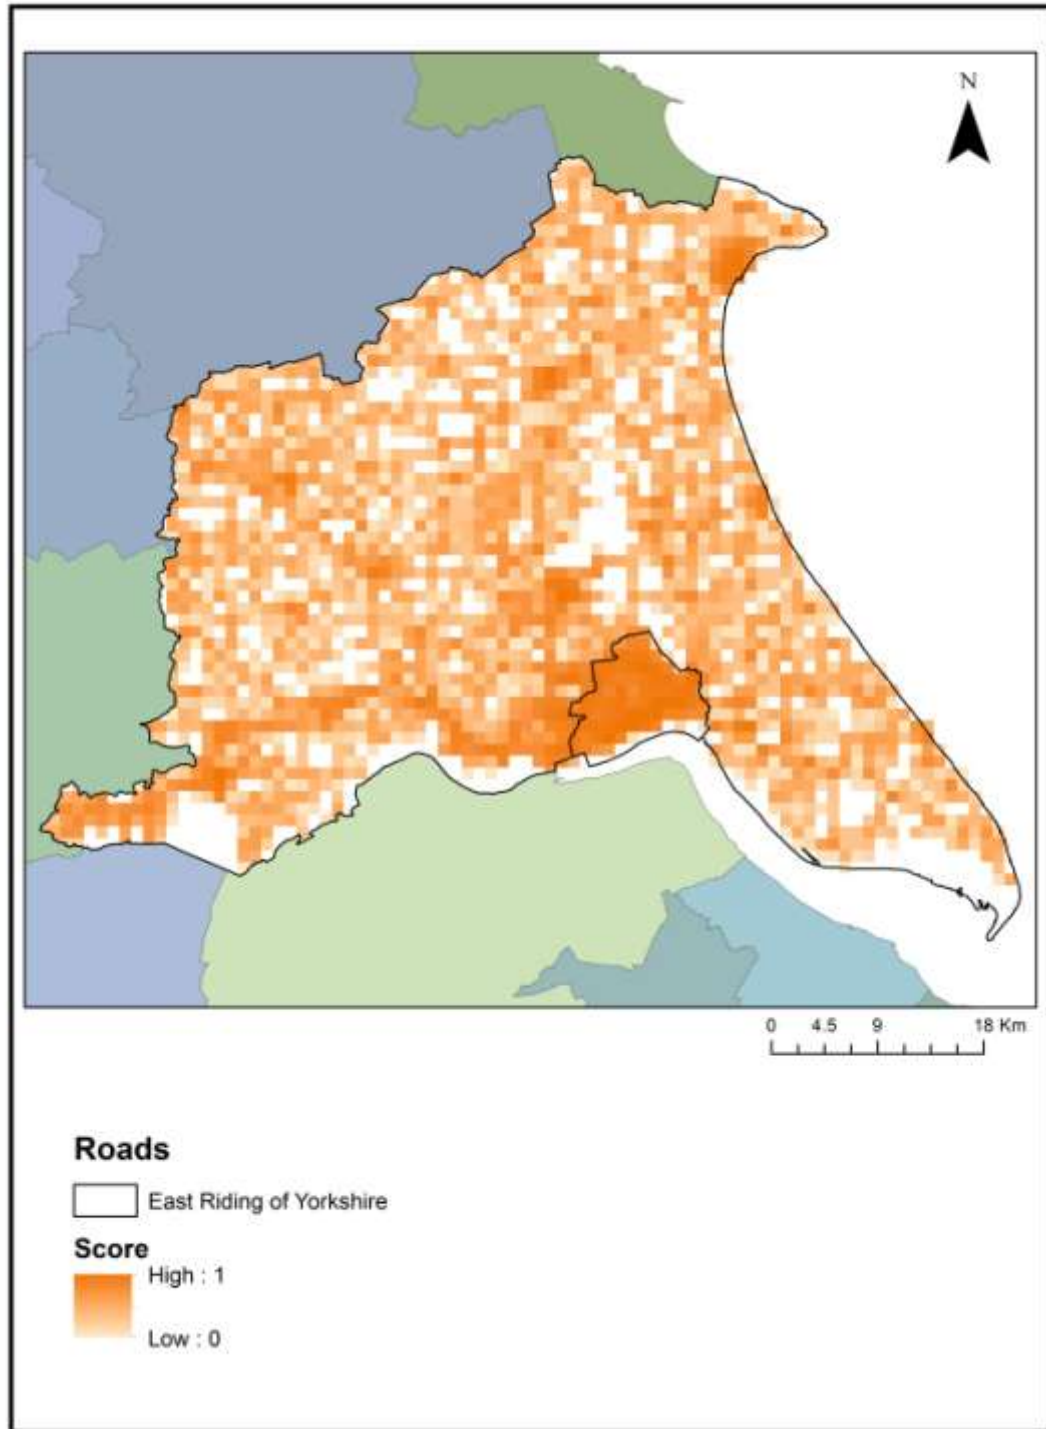 N
0 4.5 9 18 Km
Roads
East Riding of Yorkshire
Score
High : 1
Low : 0